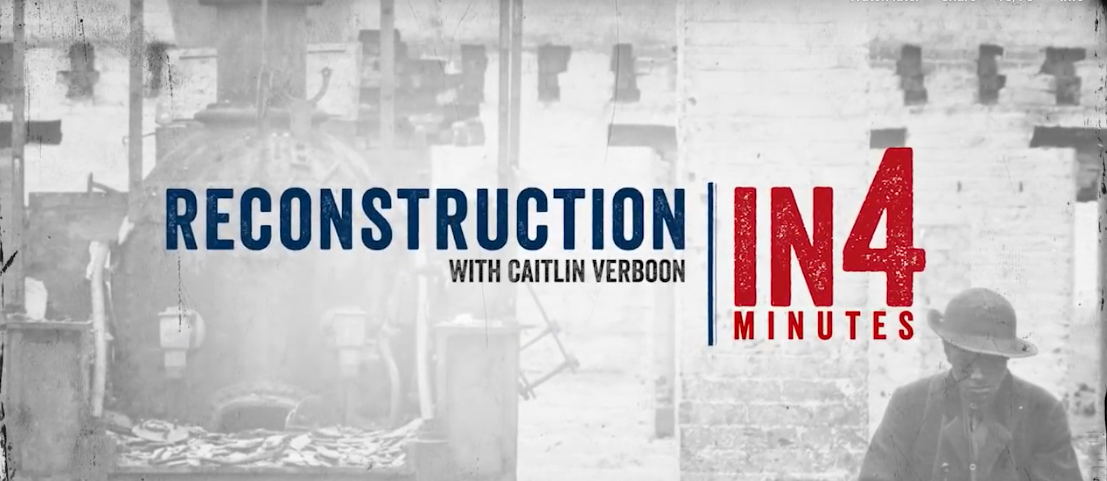 RECONSTRUCTION
WITH CAITLIN VERBOON
IN4
MINUTES